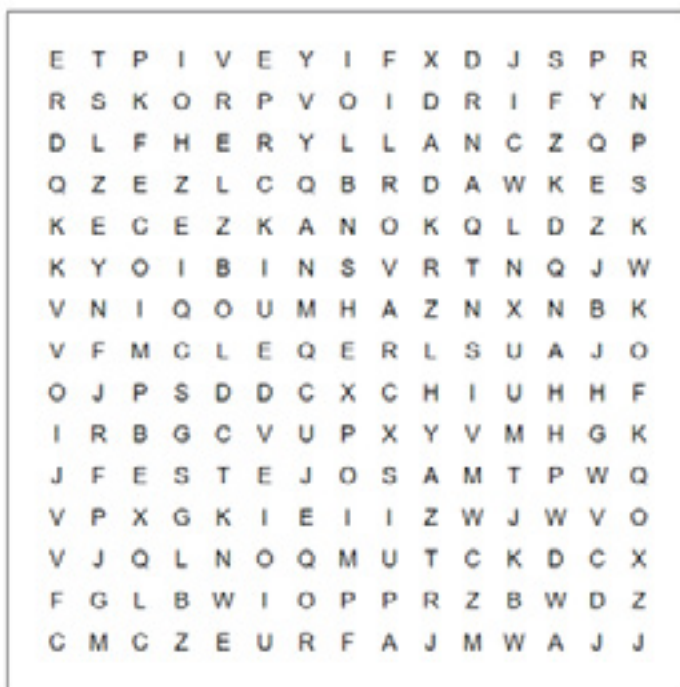 E T P I V E Y I F X D J S P R
R S K O R P V O I D R I F Y N
D L F H E R Y L L A N C Z Q P
Q Z E Z L C Q B R D A W K E S
K E C E Z K A N O K Q L D Z K
K Y O I B I N S V R T N Q J W
V N I Q O U M H A Z N X N B K
V F M C L E Q E R L S U A J O
O J P S D D C X C H I U H H F
I R B G C V U P X Y V M H G K
J F E S T E J O S A M T P W Q
V P X G K I E I I Z W J W V O
V J Q L N O Q M U T C K D C X
F G L B W I O P P R Z B W D Z
C M C Z E U R F A J M W A J J